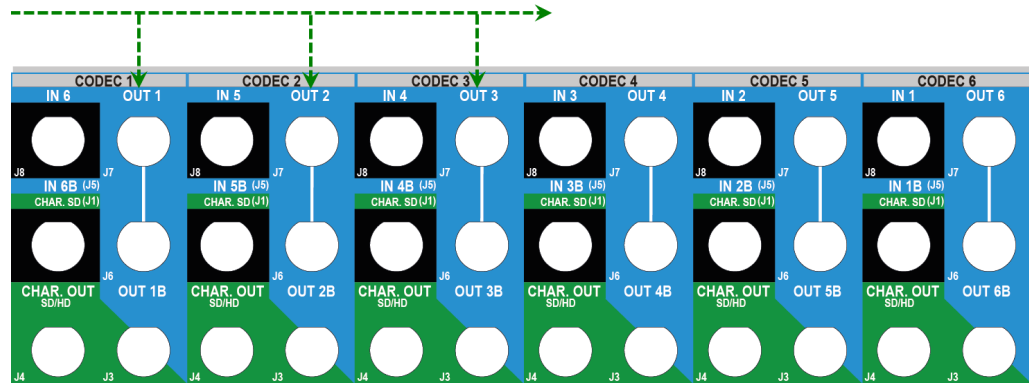 CODEC 1 CODEC 2 CODEC 3 CODEC 4 CODEC 5 CODEC 6
IN 6 OUT 1 IN 5 OUT 2 IN 4 OUT 3 IN 3 OUT 4 IN 2 OUT 5 IN 1 OUT 6
J8 J7 J8 J7 J8 J7 J8 J7 J8 J7 J8 J7
IN 6B (J5) IN 5B (J5) IN 4B (J5) IN 3B (J5) IN 2B (J5) IN 1B (J5)
CHAR. SD (J1) CHAR. SD (J1) CHAR. SD (J1) CHAR. SD (J1) CHAR. SD (J1) CHAR. SD (J1)
J6 J6 J6 J6 J6 J6
CHAR. OUT OUT 1B CHAR. OUT OUT 2B CHAR. OUT OUT 3B CHAR. OUT OUT 4B CHAR. OUT OUT 5B CHAR. OUT OUT 6B
SD/HD SD/HD SD/HD SD/HD SD/HD SD/HD
J4 J3 J4 J3 J4 J3 J4 J3 J4 J3 J4 J3